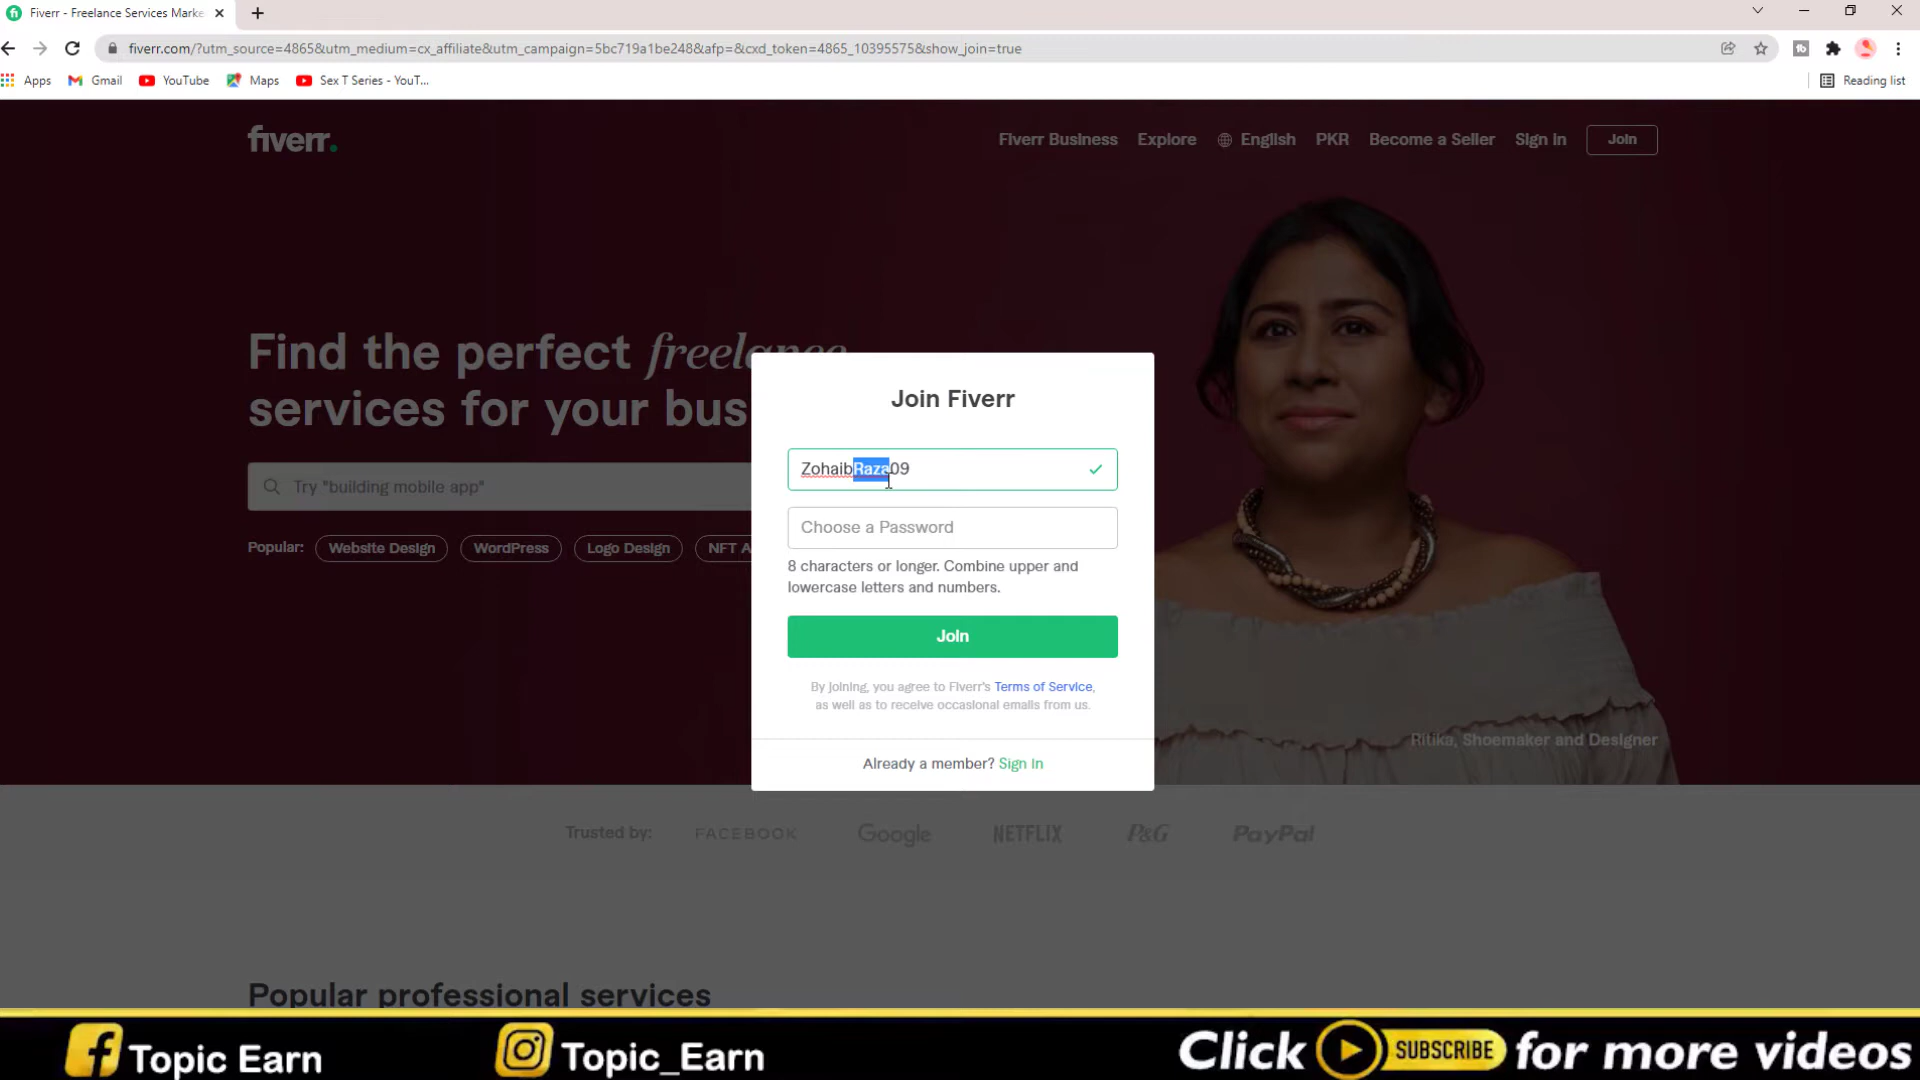 Fiverr - Freelance Services Marke
fiverr.com/?utm_source=4865&utm_medium=cx_affiliate&utm_campaign=5bc719a1be248&afp=&cxd_token=4865_10395575&show_join=true
Apps
Gmail
YouTube
Maps
Sex T Series - YouT...
Reading list
fiverr.
Fiverr Business
Explore
English
PKR
Become a Seller
Sign in
Join
Find the perfect freelance
services for your bus
Try "building mobile app"
Popular:
Website Design
WordPress
Logo Design
NFT A
Join Fiverr
ZohaibRaza09
Choose a Password
8 characters or longer. Combine upper and
lowercase letters and numbers.
Join
By joining, you agree to Fiverr's Terms of Service,
as well as to receive occasional emails from us.
Already a member? Sign In
Ritika, Shoemaker and Designer
Trusted by:
FACEBOOK
Google
NETFLIX
P&G
PayPal
Popular professional services
Topic Earn
Topic_Earn
Click SUBSCRIBE for more videos